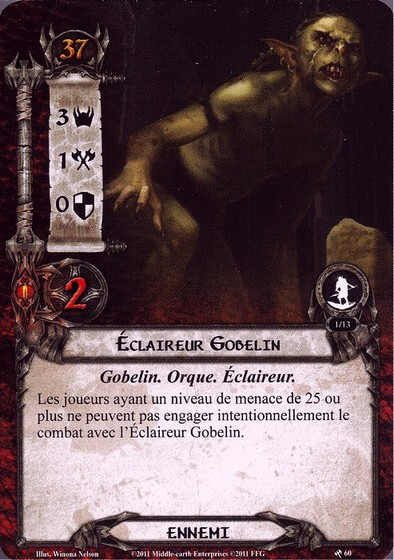 37
3
1
0
2
1/13
Éclaireur Gobelin
Gobelin. Orque. Éclaireur.
Les joueurs ayant un niveau de menace de 25 ou
plus ne peuvent pas engager intentionnellement le
combat avec l'Éclaireur Gobelin.
ENNEMI
Illus. Winona Nelson ©2011 Middle-earth Enterprises ©2011 FFG 60